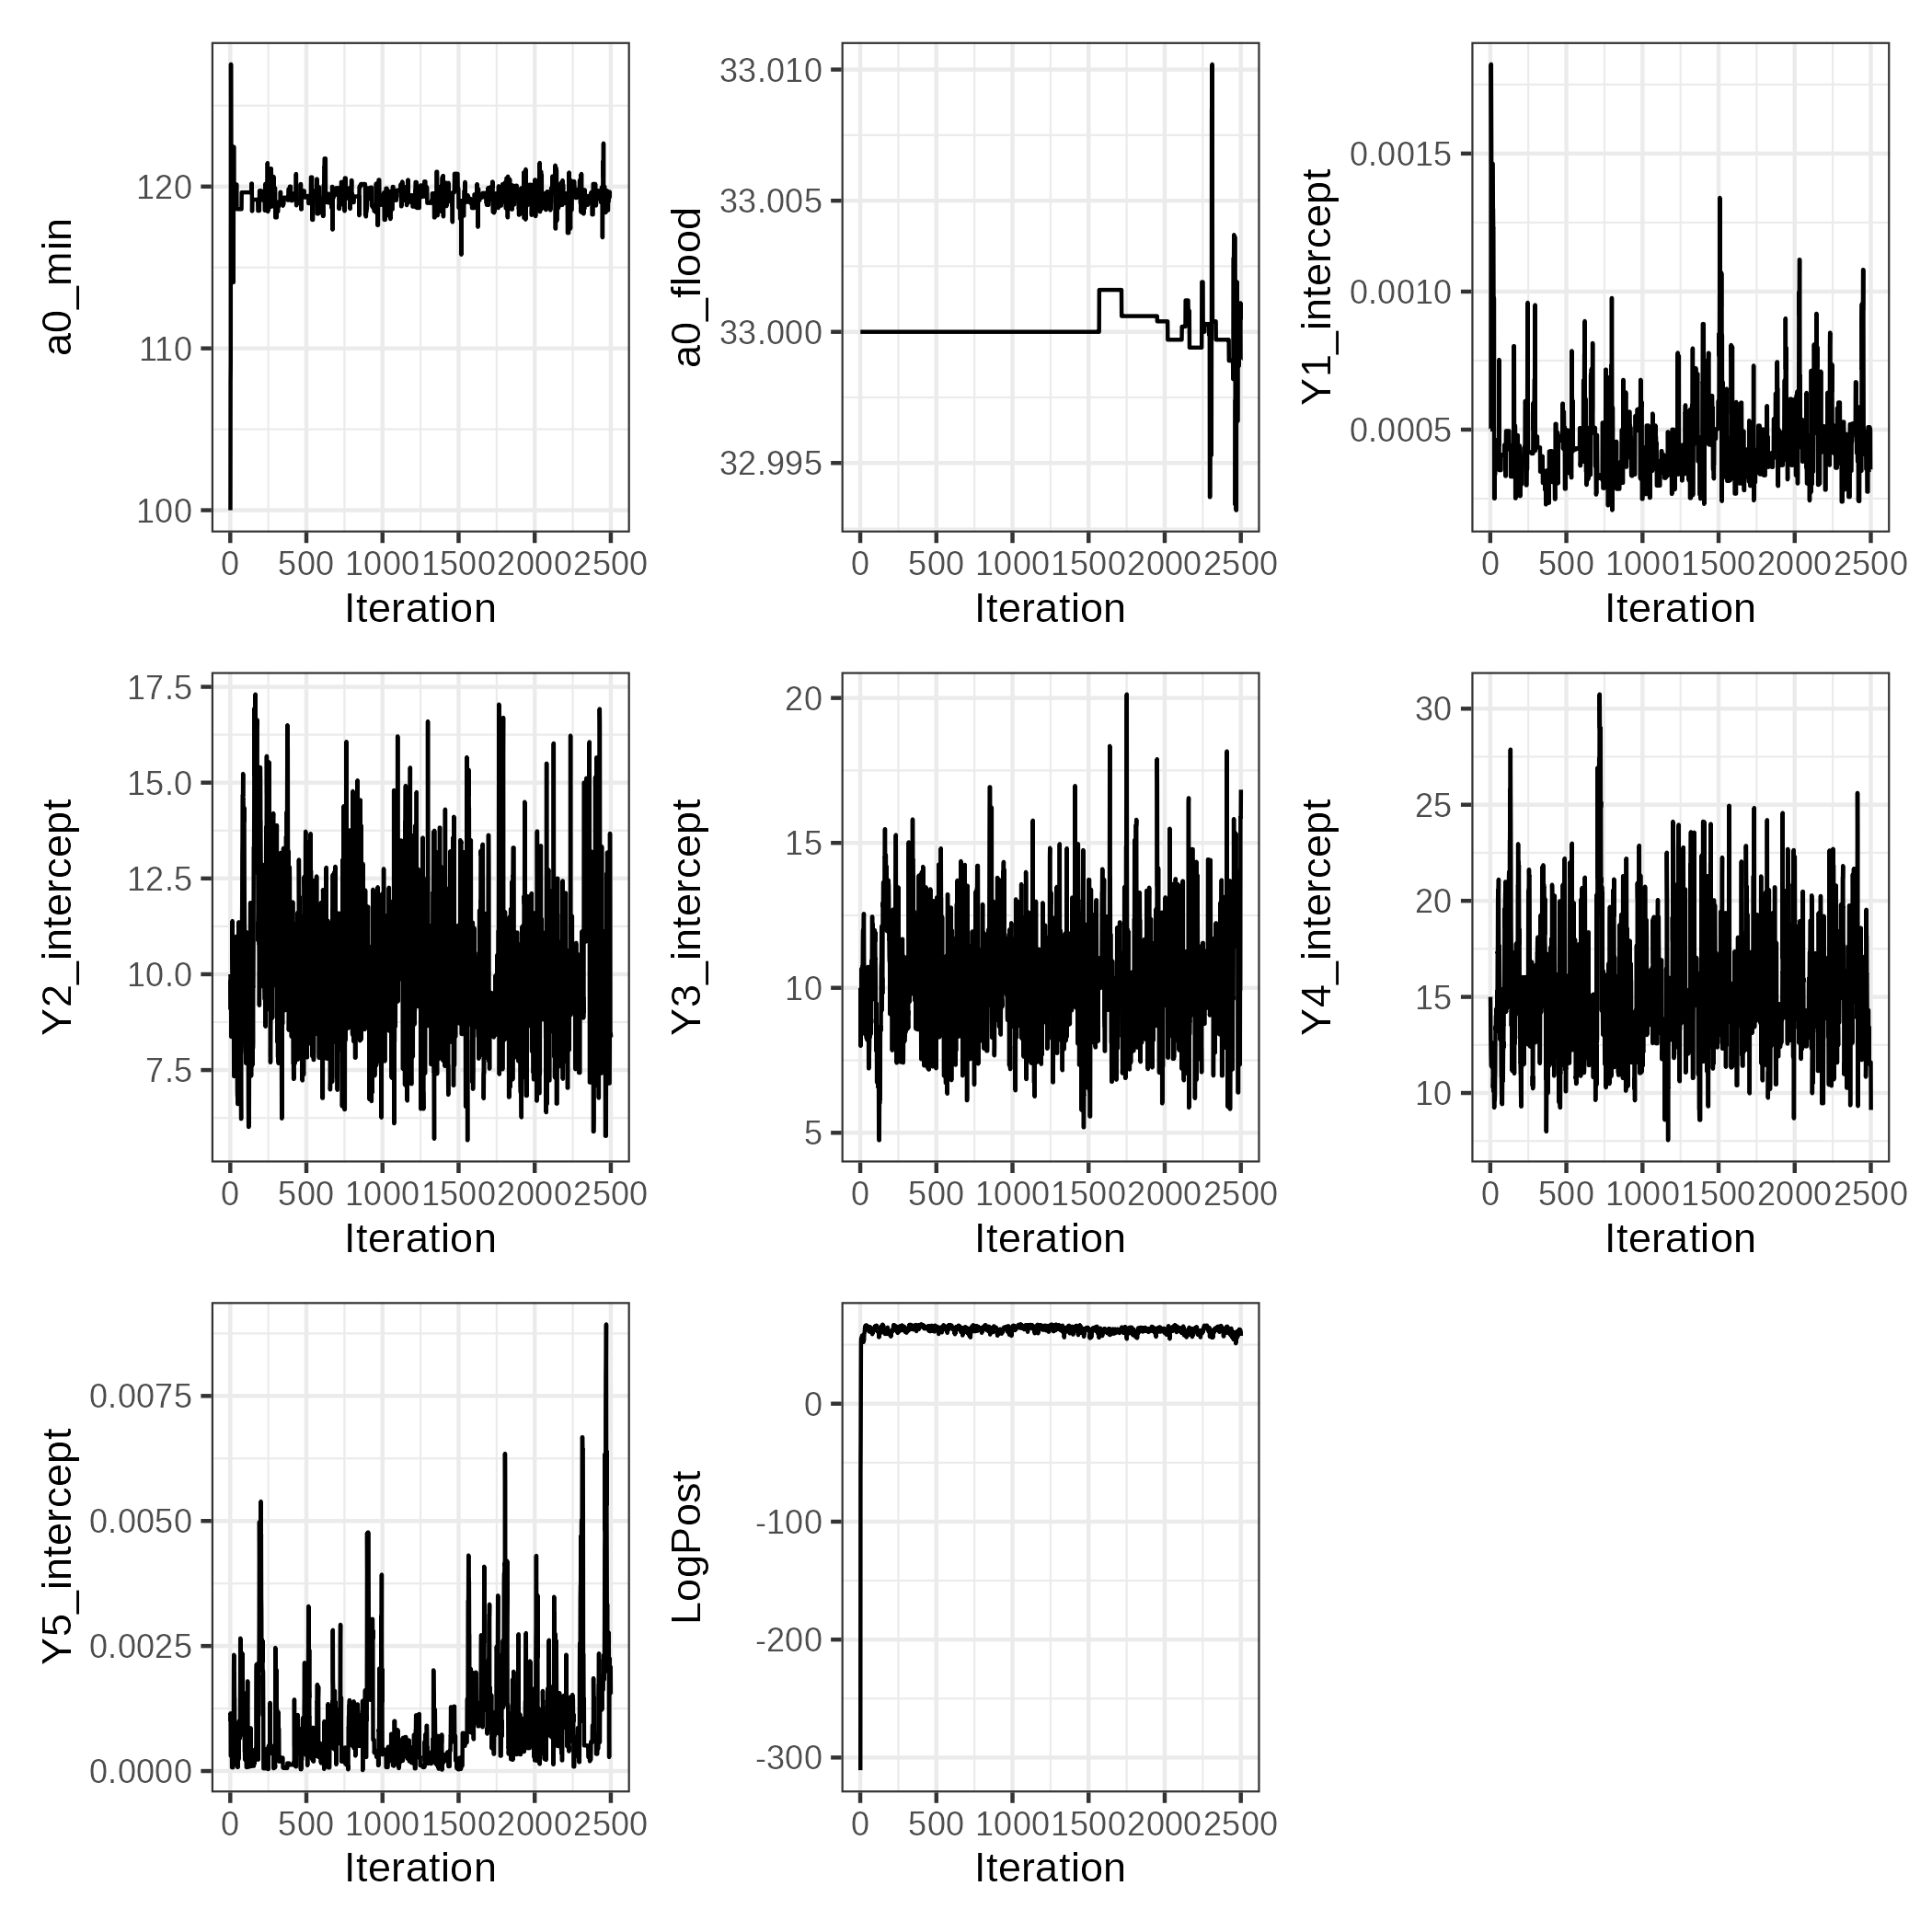 a0_min
120
110
100
0 500 1000 1500 2000 2500
Iteration
a0_flood
33.010
33.005
33.000
32.995
0 500 1000 1500 2000 2500
Iteration
Y1_intercept
0.0015
0.0010
0.0005
0 500 1000 1500 2000 2500
Iteration
Y2_intercept
17.5
15.0
12.5
10.0
7.5
0 500 1000 1500 2000 2500
Iteration
Y3_intercept
20
15
10
5
0 500 1000 1500 2000 2500
Iteration
Y4_intercept
30
25
20
15
10
0 500 1000 1500 2000 2500
Iteration
Y5_intercept
0.0075
0.0050
0.0025
0.0000
0 500 1000 1500 2000 2500
Iteration
LogPost
0
-100
-200
-300
0 500 1000 1500 2000 2500
Iteration